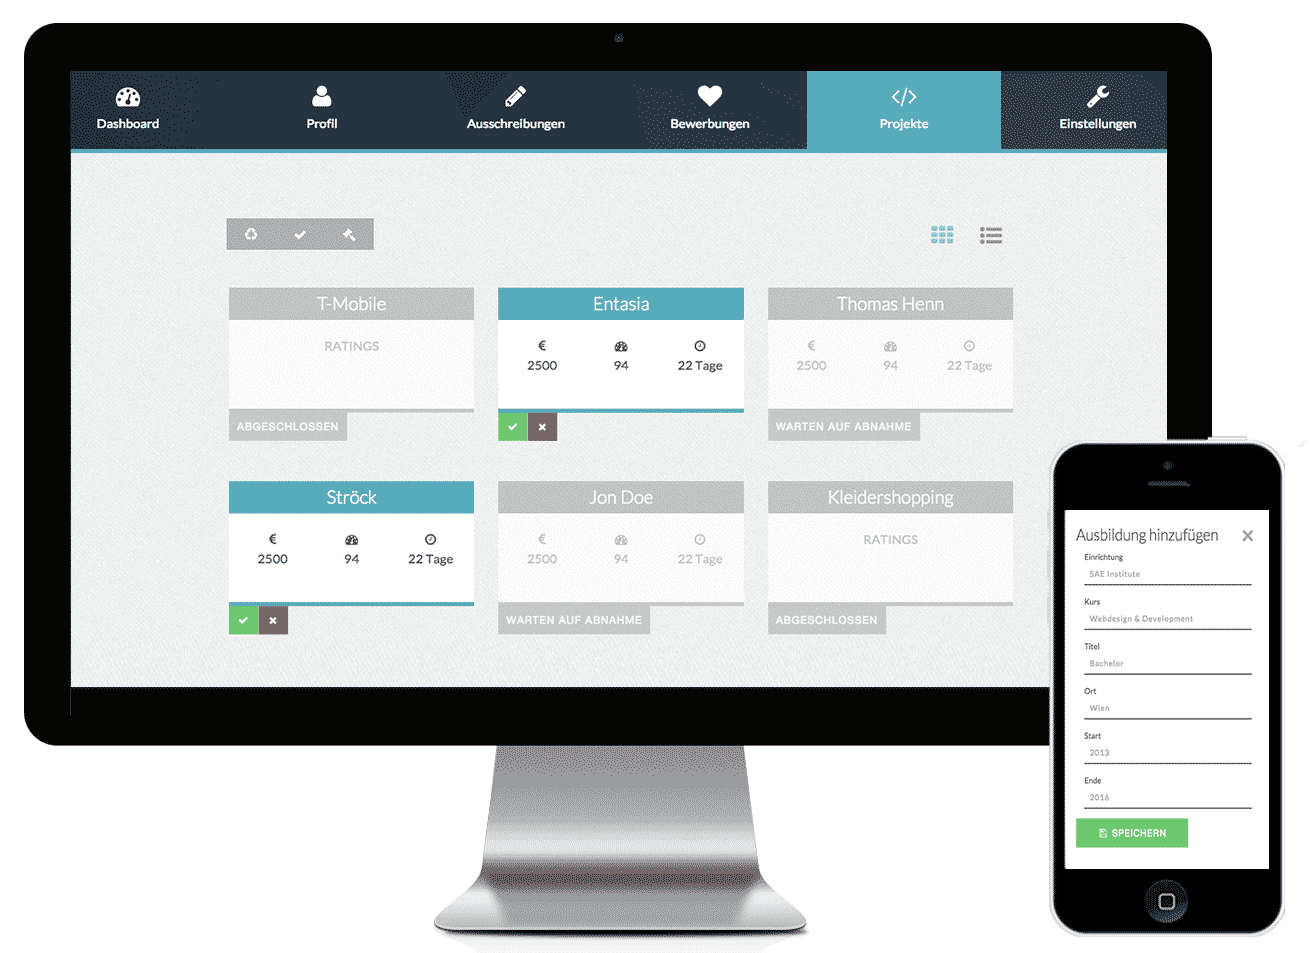 Dashboard
Profil
Ausschreibungen
Bewerbungen
Projekte
Einstellungen
T-Mobile
RATINGS
ABGESCHLOSSEN
Entasia
€
2500
94
22 Tage
Thomas Henn
€
2500
94
22 Tage
WARTEN AUF ABNAHME
Ströck
€
2500
94
22 Tage
Jon Doe
€
2500
94
22 Tage
WARTEN AUF ABNAHME
Kleidershopping
RATINGS
ABGESCHLOSSEN
Ausbildung hinzufügen
Einrichtung
SAE Institute
Kurs
Webdesign & Development
Titel
Bachelor
Ort
Wien
Start
2013
Ende
2016
SPEICHERN